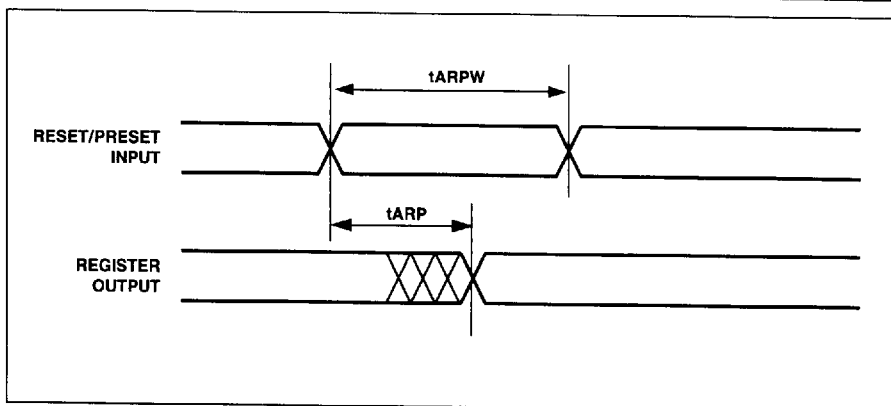 tARPW
RESET/PRESET
INPUT
tARP
REGISTER
OUTPUT